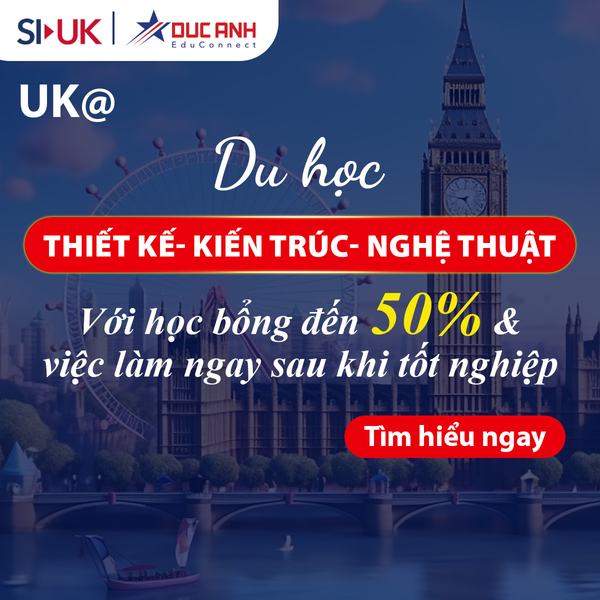 SI-UK
DUC ANH
EduConnect
UK@
Du học
THIẾT KẾ- KIẾN TRÚC- NGHỆ THUẬT
Với học bổng đến 50% &
việc làm ngay sau khi tốt nghiệp
Tìm hiểu ngay